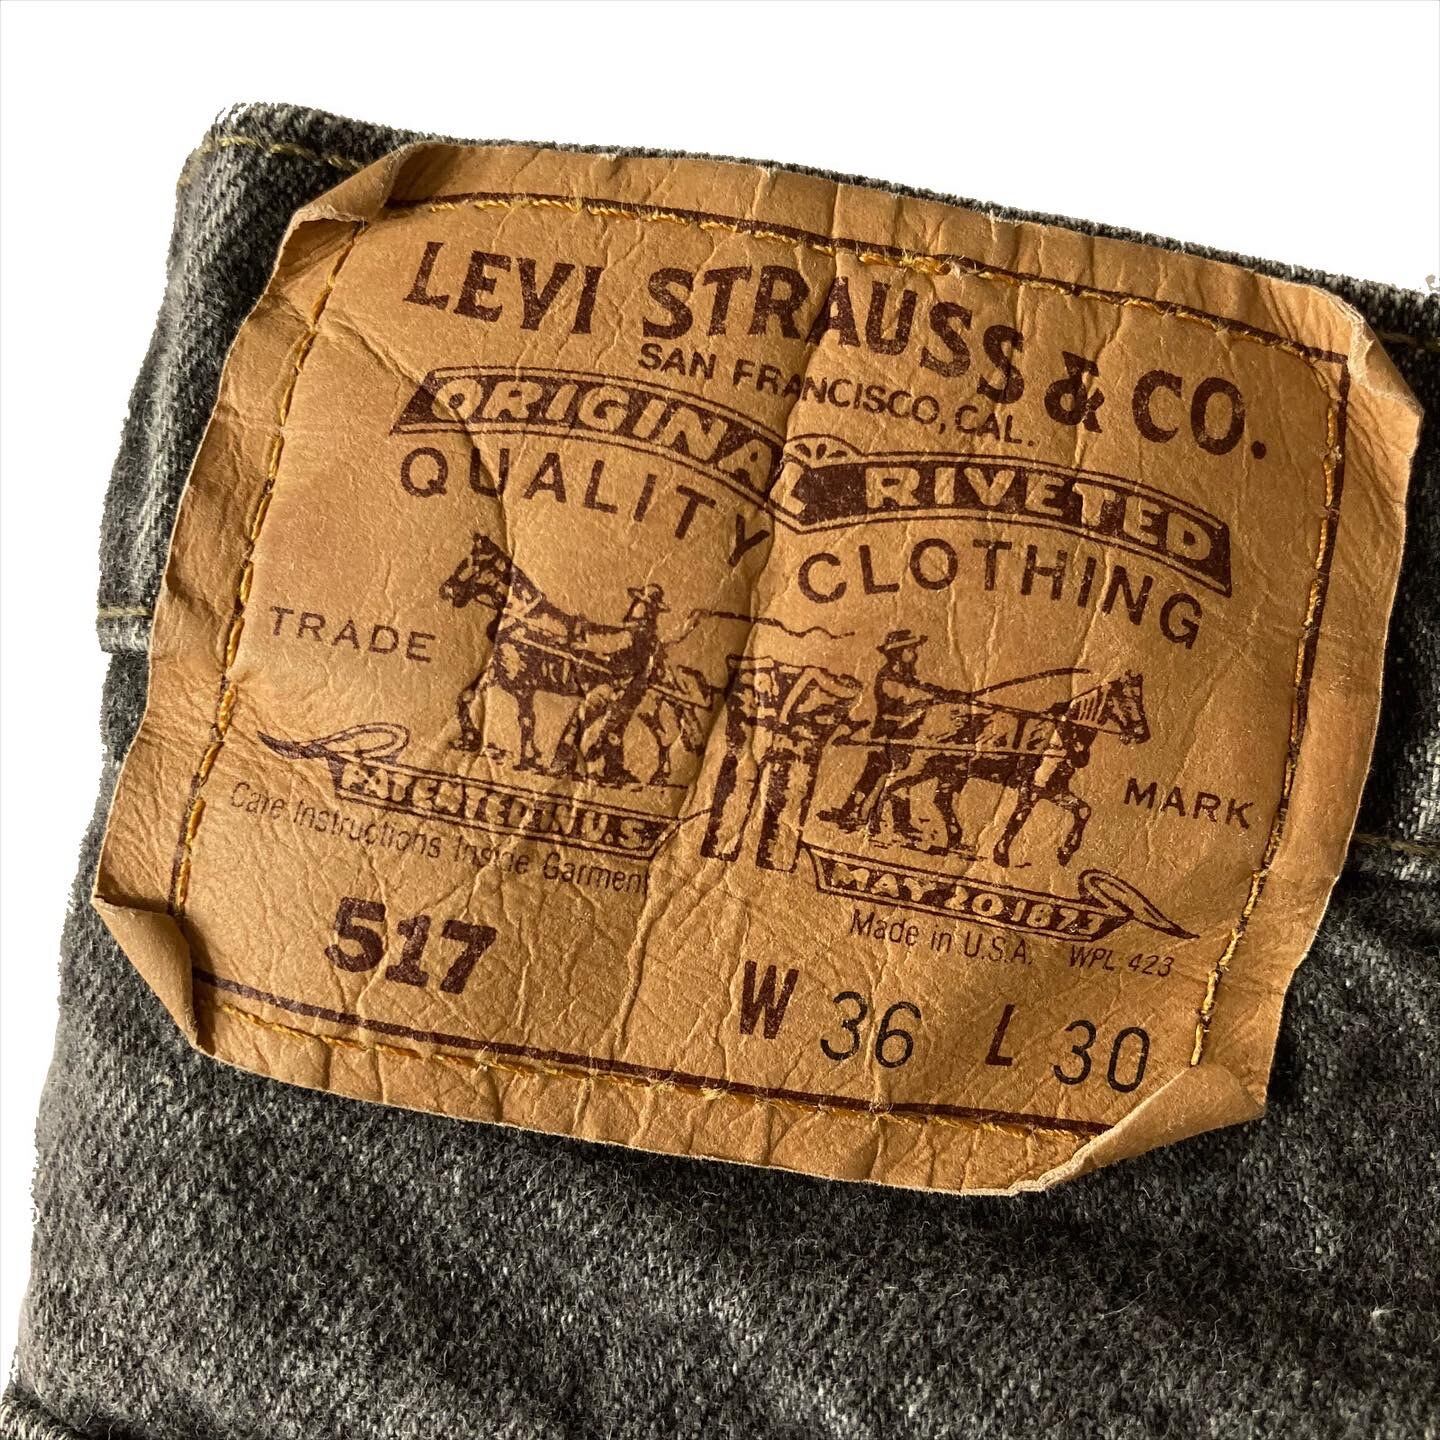 LEVI STRAUSS & CO.
SAN FRANCISCO, CAL.
ORIGINAL RIVETED
QUALITY CLOTHING
TRADE MARK
PATENTED IN U.S.
MAY 20 1873
Care Instructions Inside Garment
Made in U.S.A. WPL 423
517
W 36 L 30